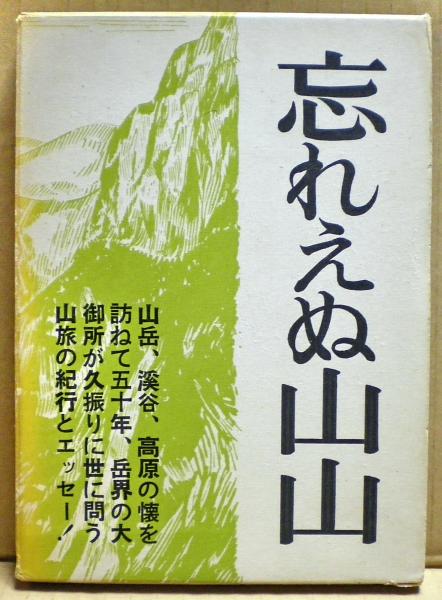 忘れえぬ山山
山岳、溪谷、高原の懐を
訪ねて五十年、岳界の大
御所が久振りに世に問う
山旅の紀行とエッセー！